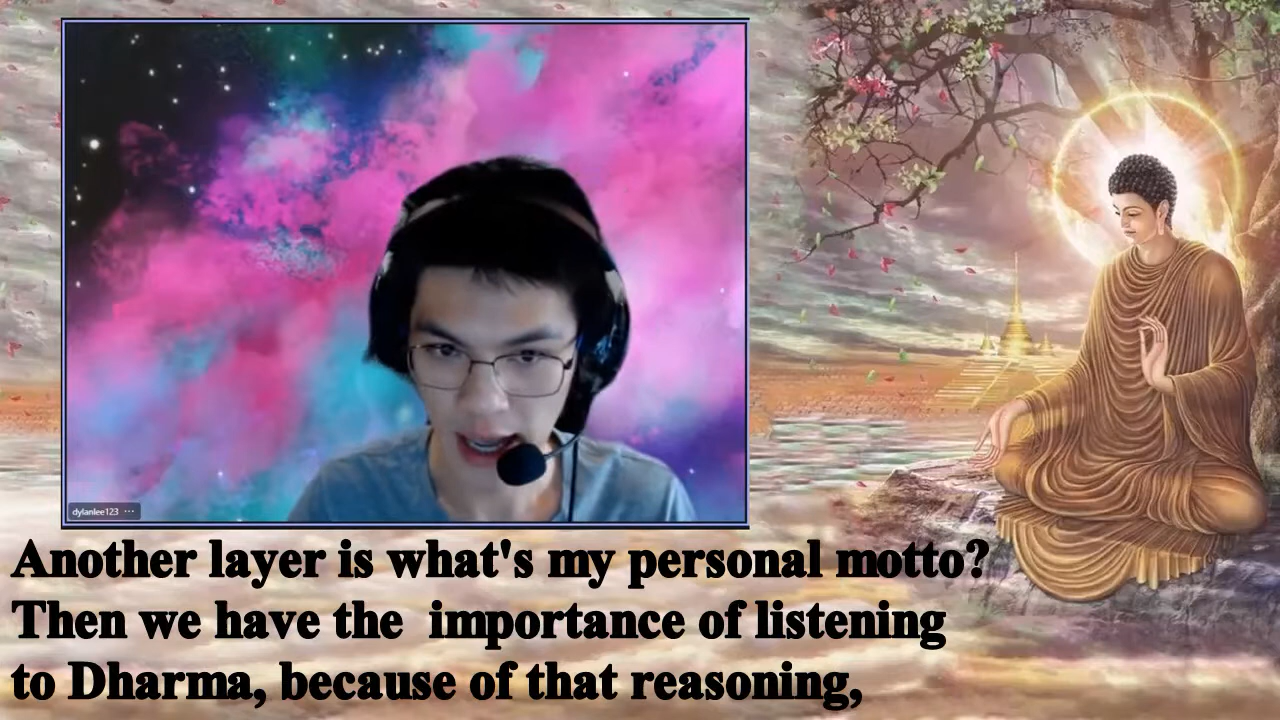 dylanlee123 ...
Another layer is what's my personal motto?
Then we have the  importance of listening
to Dharma, because of that reasoning,